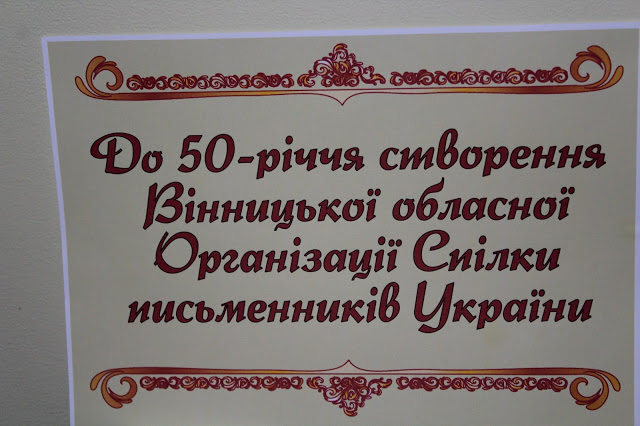 До 50-річчя створення
Вінницької обласної
Організації Спілки
письменників України